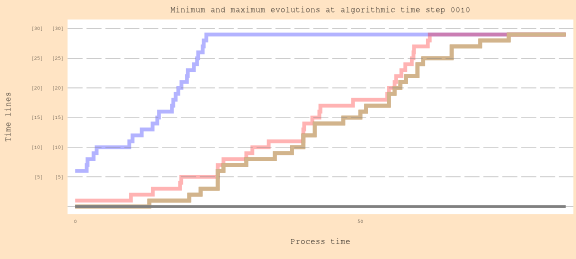 Minimum and maximum evolutions at algorithmic time step 0010
[30] [30]
[25] [25]
[20] [20]
[15] [15]
[10] [10]
[5] [5]
Time lines
0
Process time